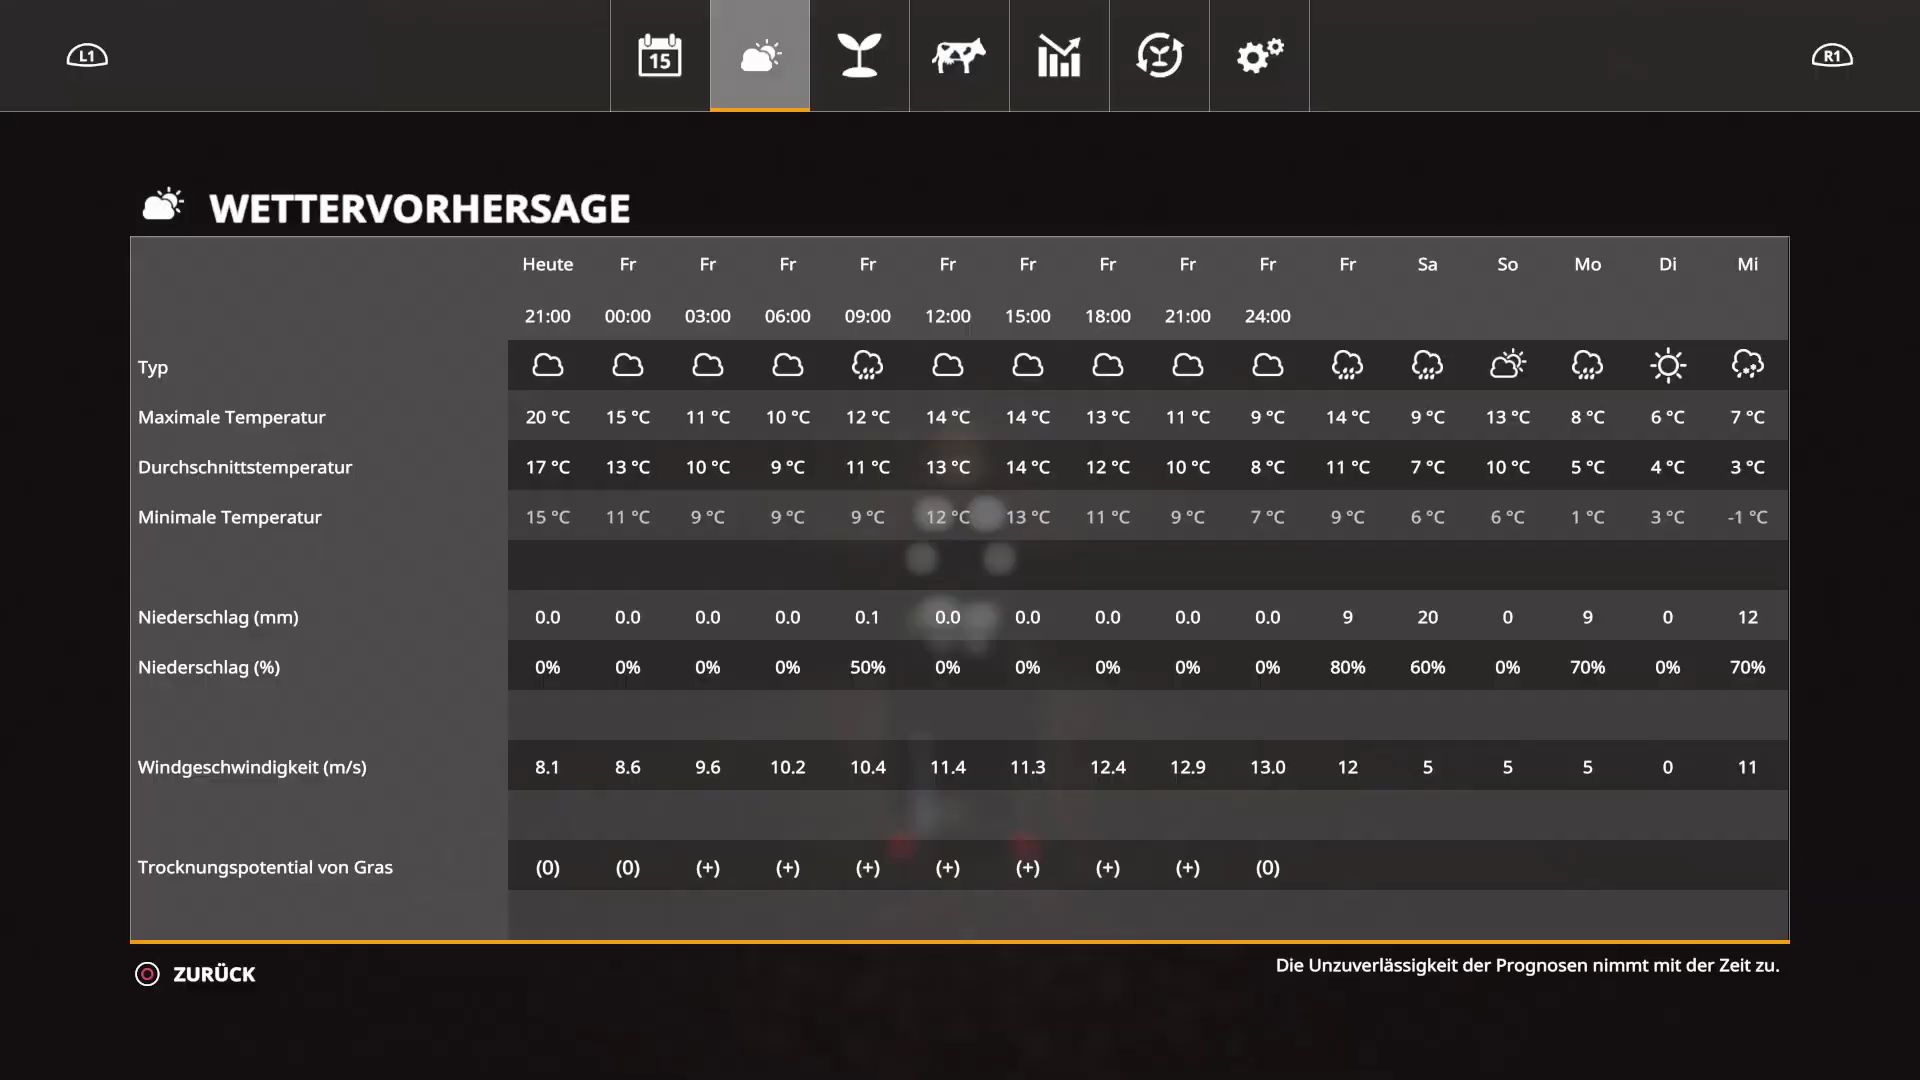 L1
15
R1
WETTERVORHERSAGE
Heute Fr Fr Fr Fr Fr Fr Fr Fr Fr Fr Sa So Mo Di Mi
21:00 00:00 03:00 06:00 09:00 12:00 15:00 18:00 21:00 24:00
Typ
Maximale Temperatur 20 °C 15 °C 11 °C 10 °C 12 °C 14 °C 14 °C 13 °C 11 °C 9 °C 14 °C 9 °C 13 °C 8 °C 6 °C 7 °C
Durchschnittstemperatur 17 °C 13 °C 10 °C 9 °C 11 °C 13 °C 14 °C 12 °C 10 °C 8 °C 11 °C 7 °C 10 °C 5 °C 4 °C 3 °C
Minimale Temperatur 15 °C 11 °C 9 °C 9 °C 9 °C 12 °C 13 °C 11 °C 9 °C 7 °C 9 °C 6 °C 6 °C 1 °C 3 °C -1 °C
Niederschlag (mm) 0.0 0.0 0.0 0.0 0.1 0.0 0.0 0.0 0.0 0.0 9 20 0 9 0 12
Niederschlag (%) 0% 0% 0% 0% 50% 0% 0% 0% 0% 0% 80% 60% 0% 70% 0% 70%
Windgeschwindigkeit (m/s) 8.1 8.6 9.6 10.2 10.4 11.4 11.3 12.4 12.9 13.0 12 5 5 5 0 11
Trocknungspotential von Gras (0) (0) (+) (+) (+) (+) (+) (+) (+) (0)
ZURÜCK
Die Unzuverlässigkeit der Prognosen nimmt mit der Zeit zu.